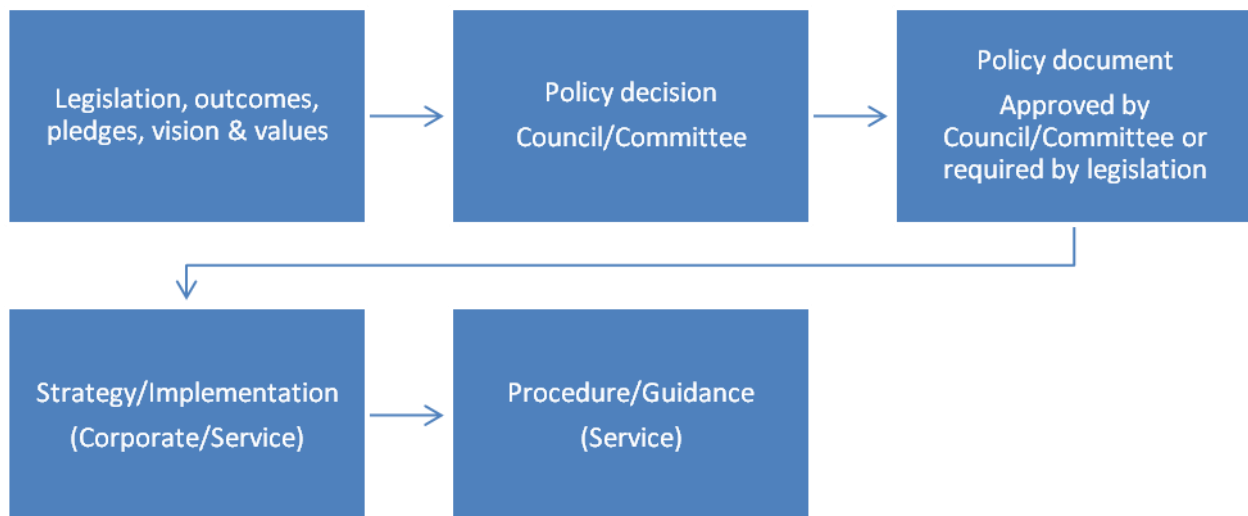 Legislation, outcomes,
pledges, vision & values
Policy decision
Council/Committee
Policy document
Approved by
Council/Committee or
required by legislation
Strategy/Implementation
(Corporate/Service)
Procedure/Guidance
(Service)